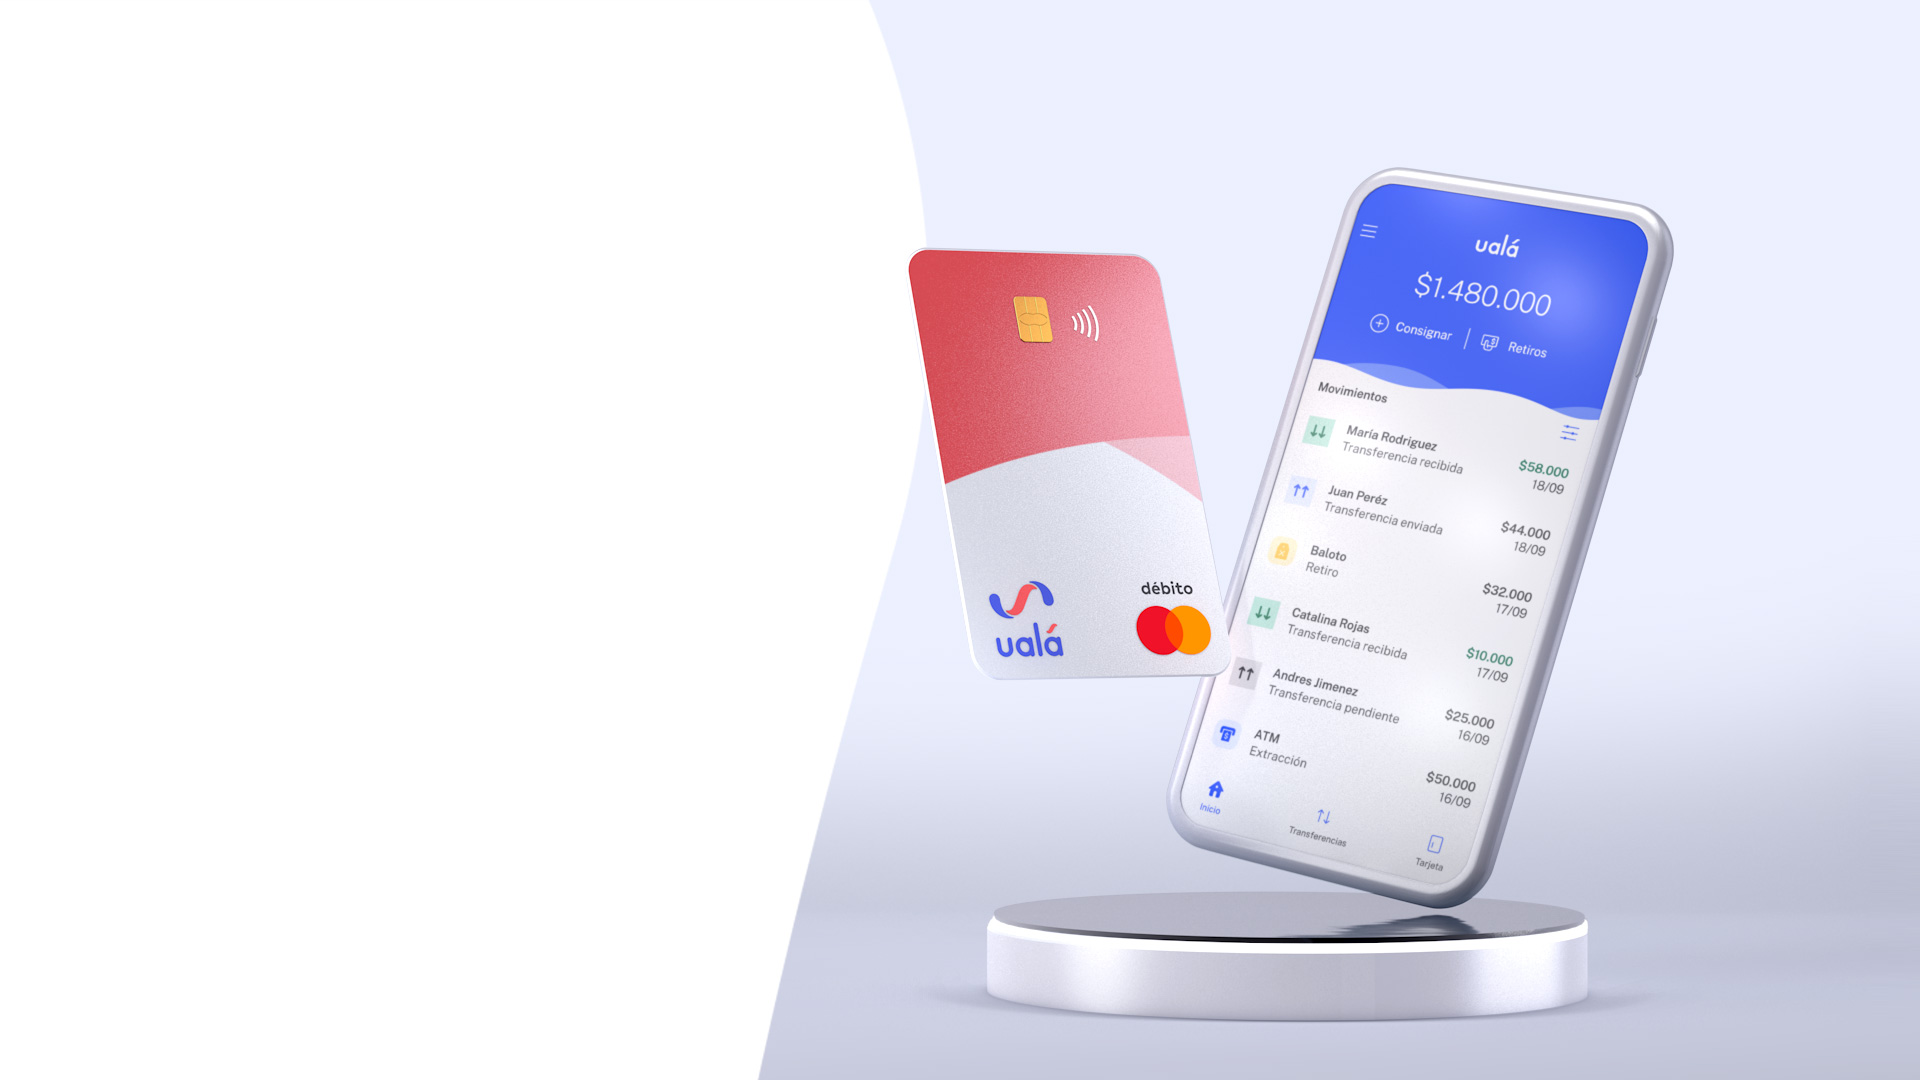 ualá
débito
ualá
$1.480.000
Consignar | Retiros
Movimientos
María Rodriguez
Transferencia recibida
$58.000
18/09
Juan Peréz
Transferencia enviada
$44.000
18/09
Baloto
Retiro
$32.000
17/09
Catalina Rojas
Transferencia recibida
$10.000
17/09
Andres Jimenez
Transferencia pendiente
$25.000
16/09
ATM
Extracción
$50.000
16/09
Inicio
Transferencias
Tarjeta